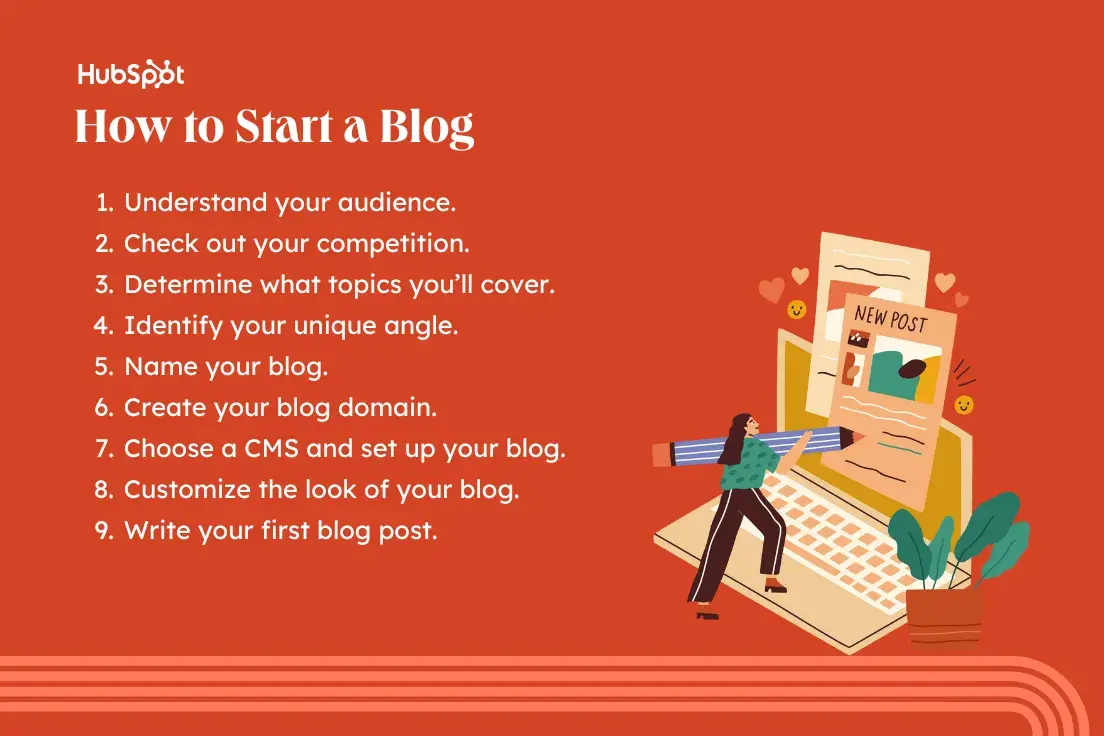 HubSpot
How to Start a Blog
1. Understand your audience.
2. Check out your competition.
3. Determine what topics you’ll cover.
4. Identify your unique angle.
5. Name your blog.
6. Create your blog domain.
7. Choose a CMS and set up your blog.
8. Customize the look of your blog.
9. Write your first blog post.
NEW POST